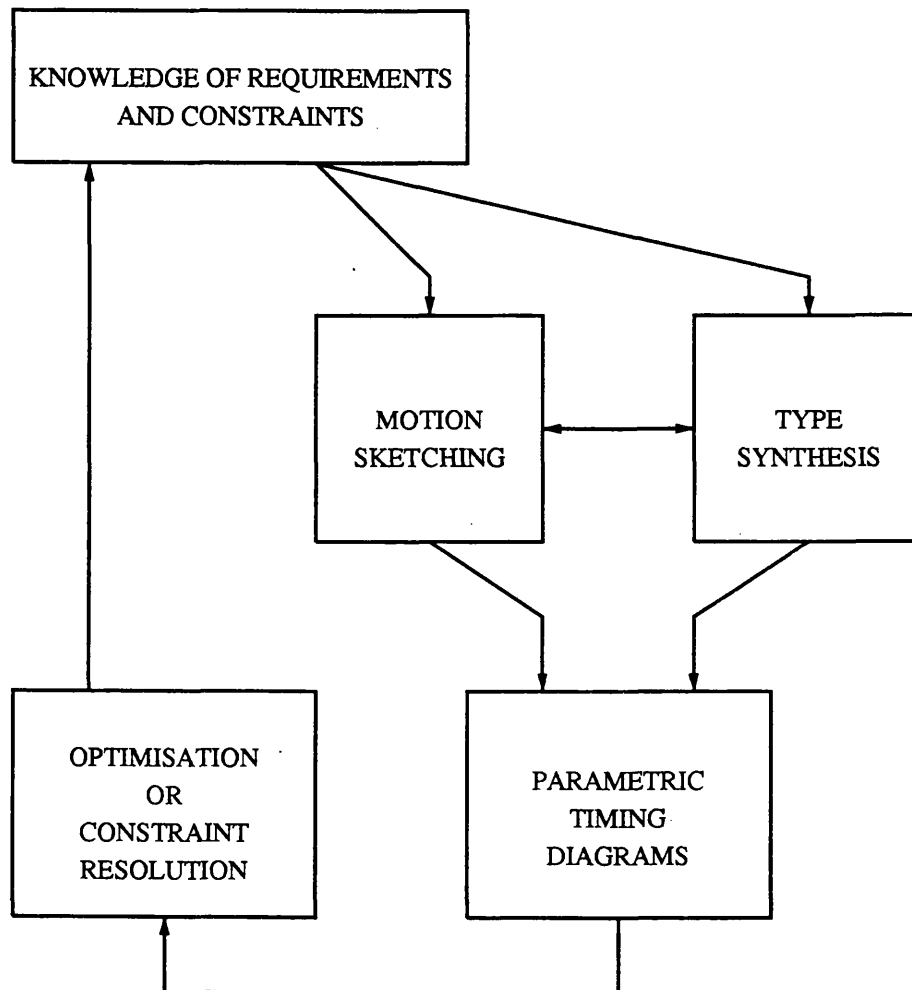 KNOWLEDGE OF REQUIREMENTS
AND CONSTRAINTS
MOTION
SKETCHING
TYPE
SYNTHESIS
OPTIMISATION
OR
CONSTRAINT
RESOLUTION
PARAMETRIC
TIMING
DIAGRAMS